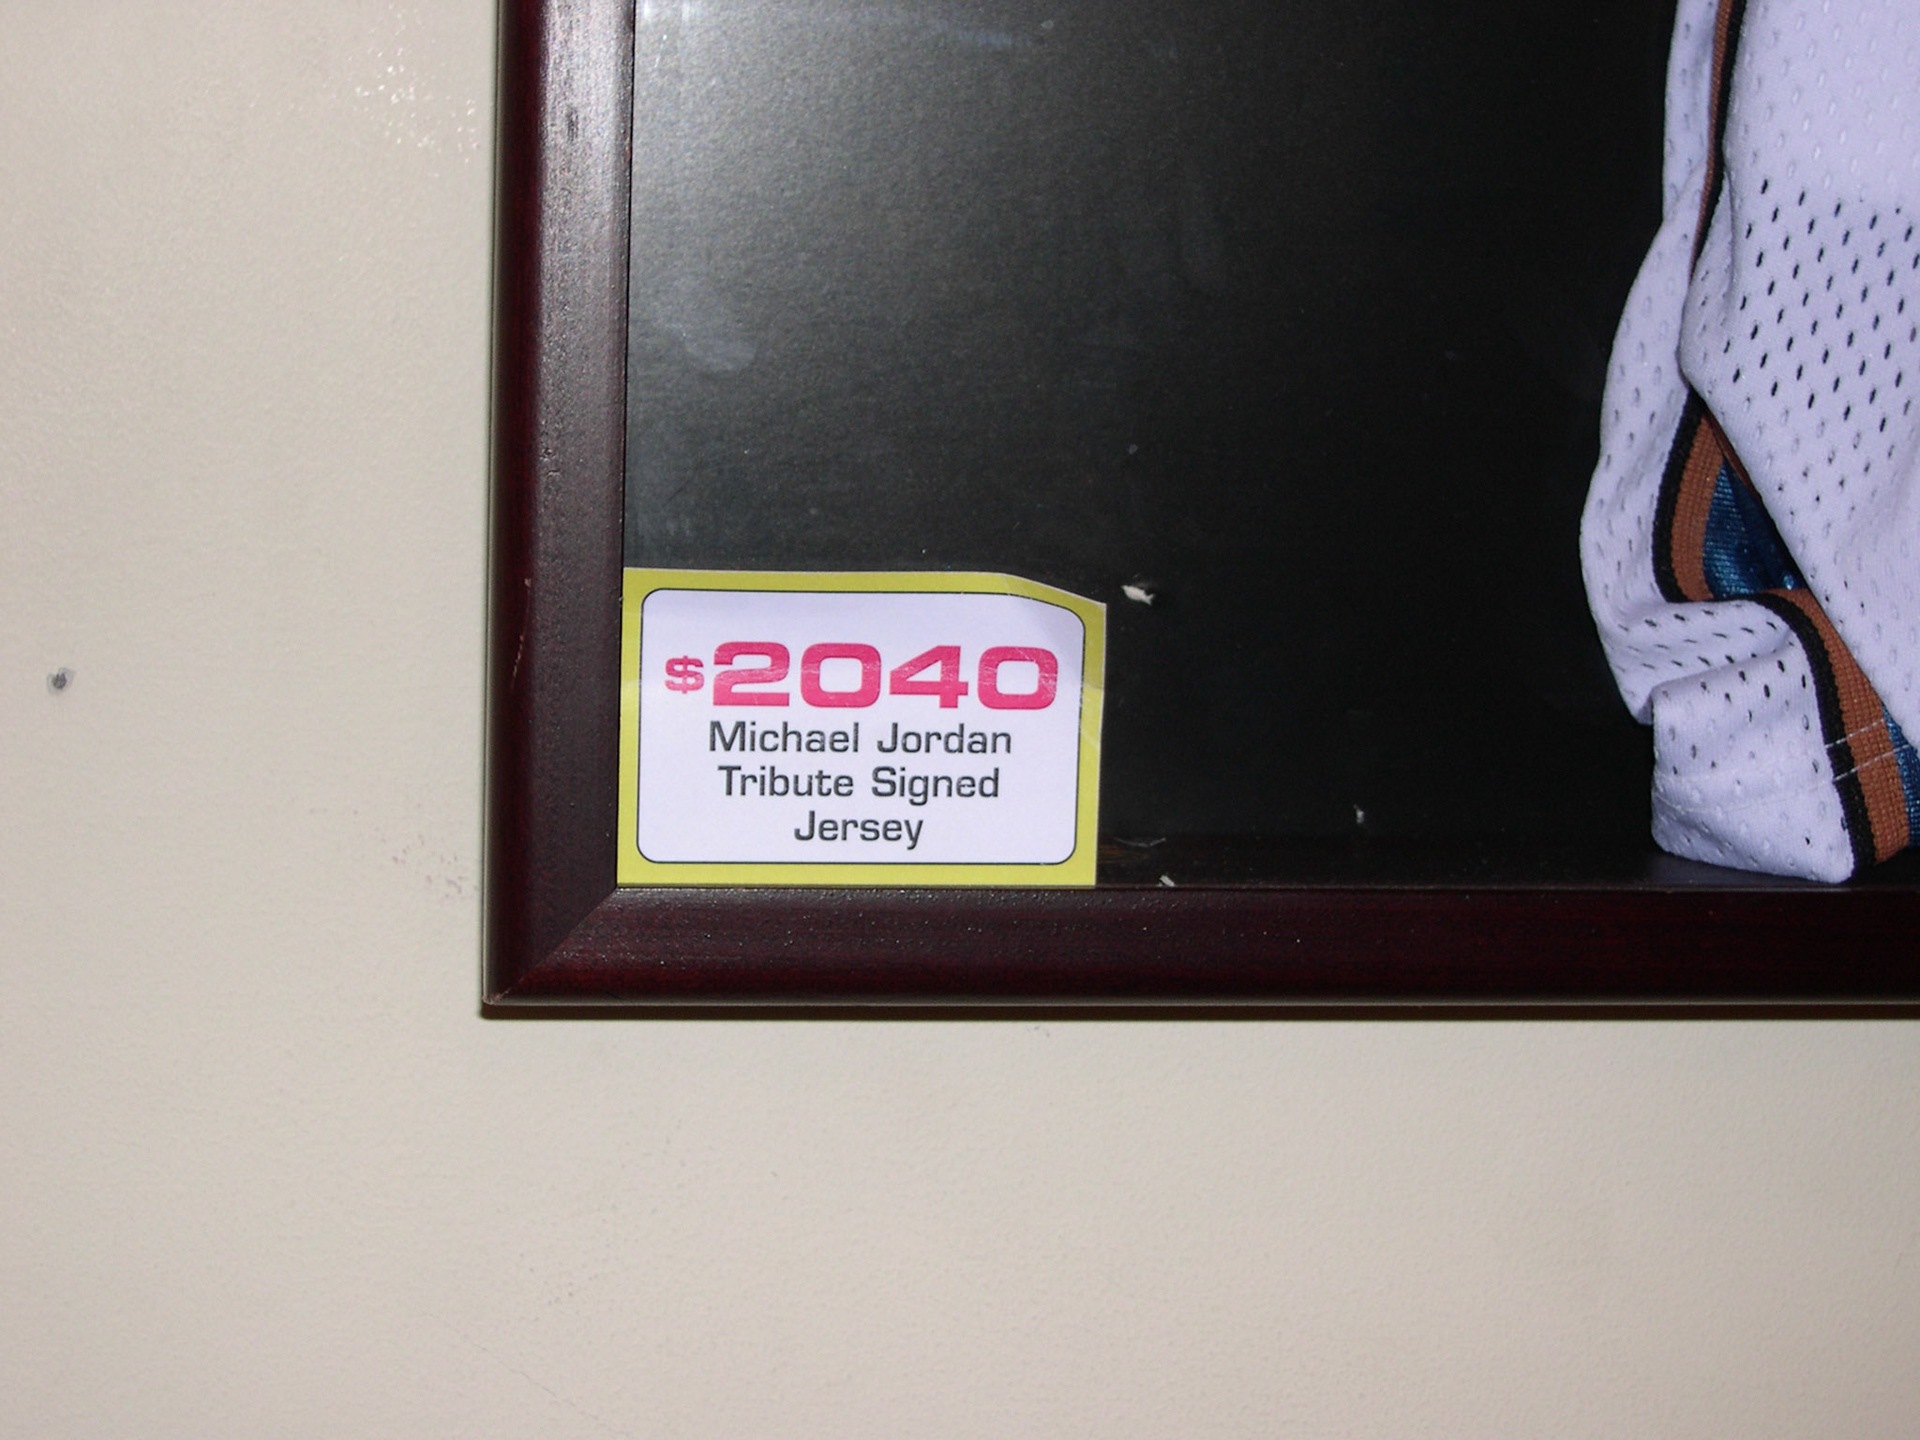 $2040
Michael Jordan
Tribute Signed
Jersey